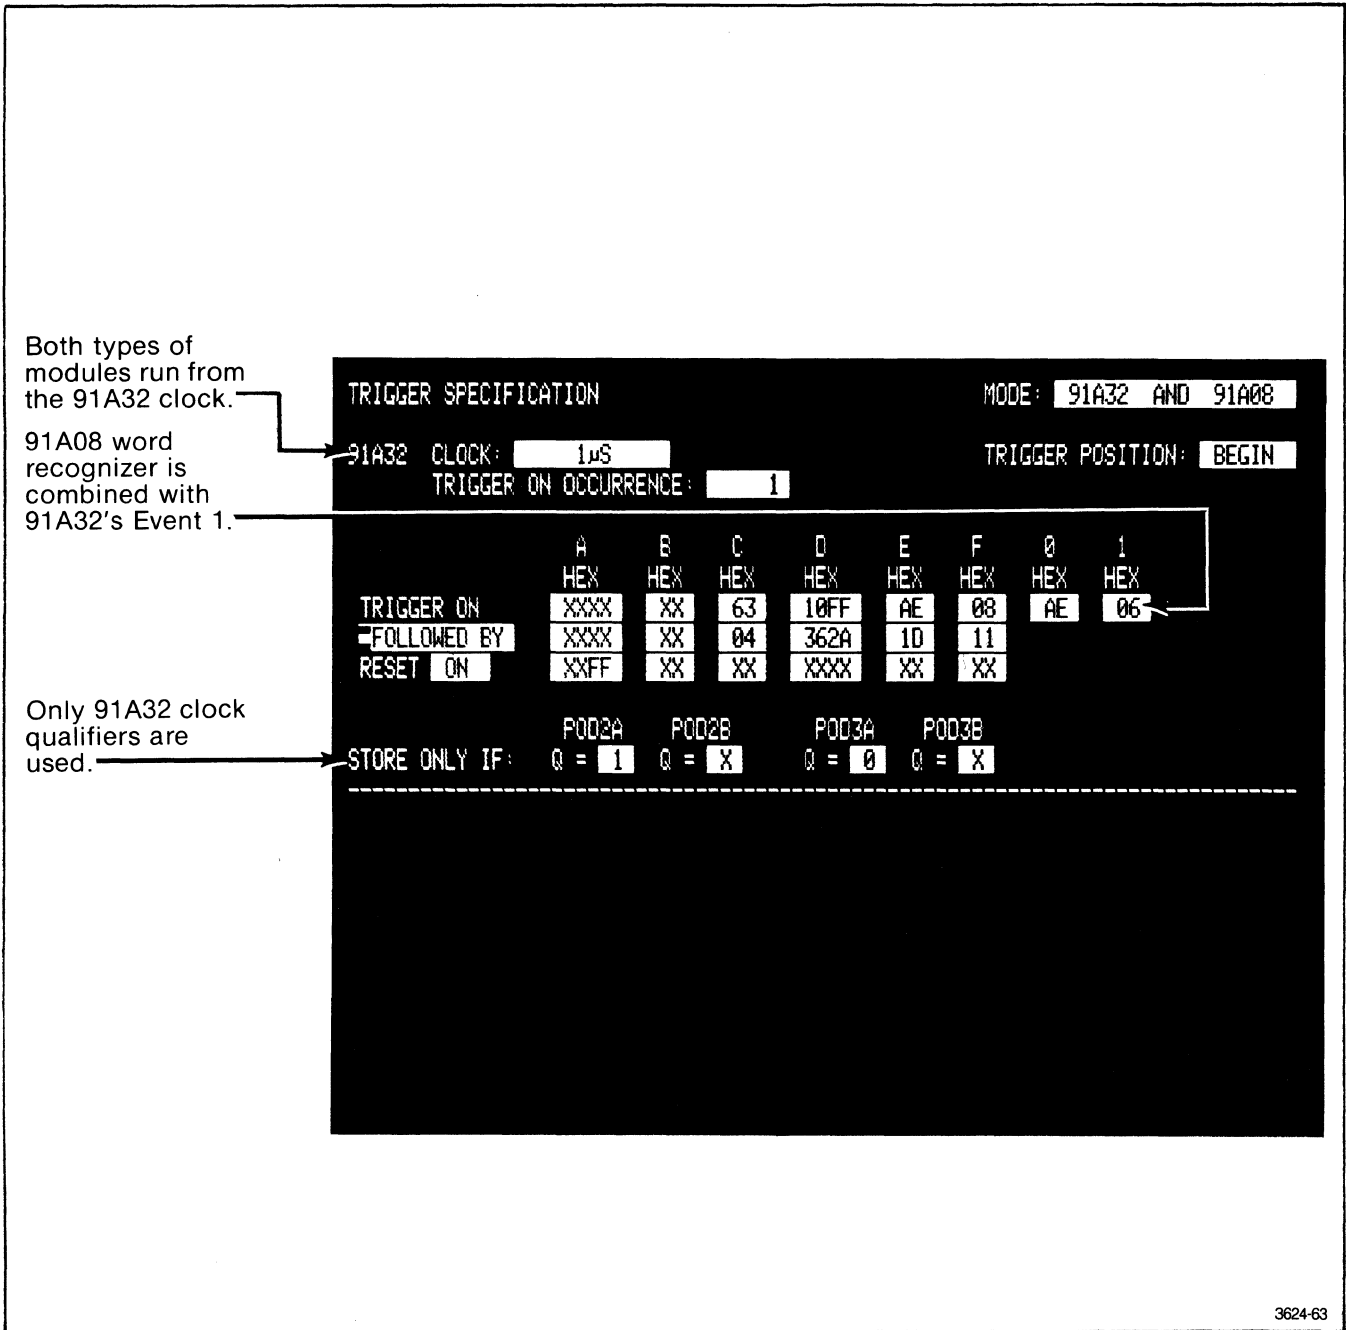 Both types of
modules run from
the 91A32 clock.
91A08 word
recognizer is
combined with
91A32's Event 1.
Only 91A32 clock
qualifiers are
used.
TRIGGER SPECIFICATION MODE: 91A32 AND 91A08
91A32 CLOCK: 1µS TRIGGER POSITION: BEGIN
TRIGGER ON OCCURRENCE: 1
A B C D E F 0 1
HEX HEX HEX HEX HEX HEX HEX HEX
TRIGGER ON XXXX XX 63 10FF AE 08 AE 06
FOLLOWED BY XXXX XX 04 362A 1D 11
RESET ON XXFF XX XX XXXX XX XX
POD2A POD2B POD3A POD3B
STORE ONLY IF: Q = 1 Q = X Q = 0 Q = X
3624-63